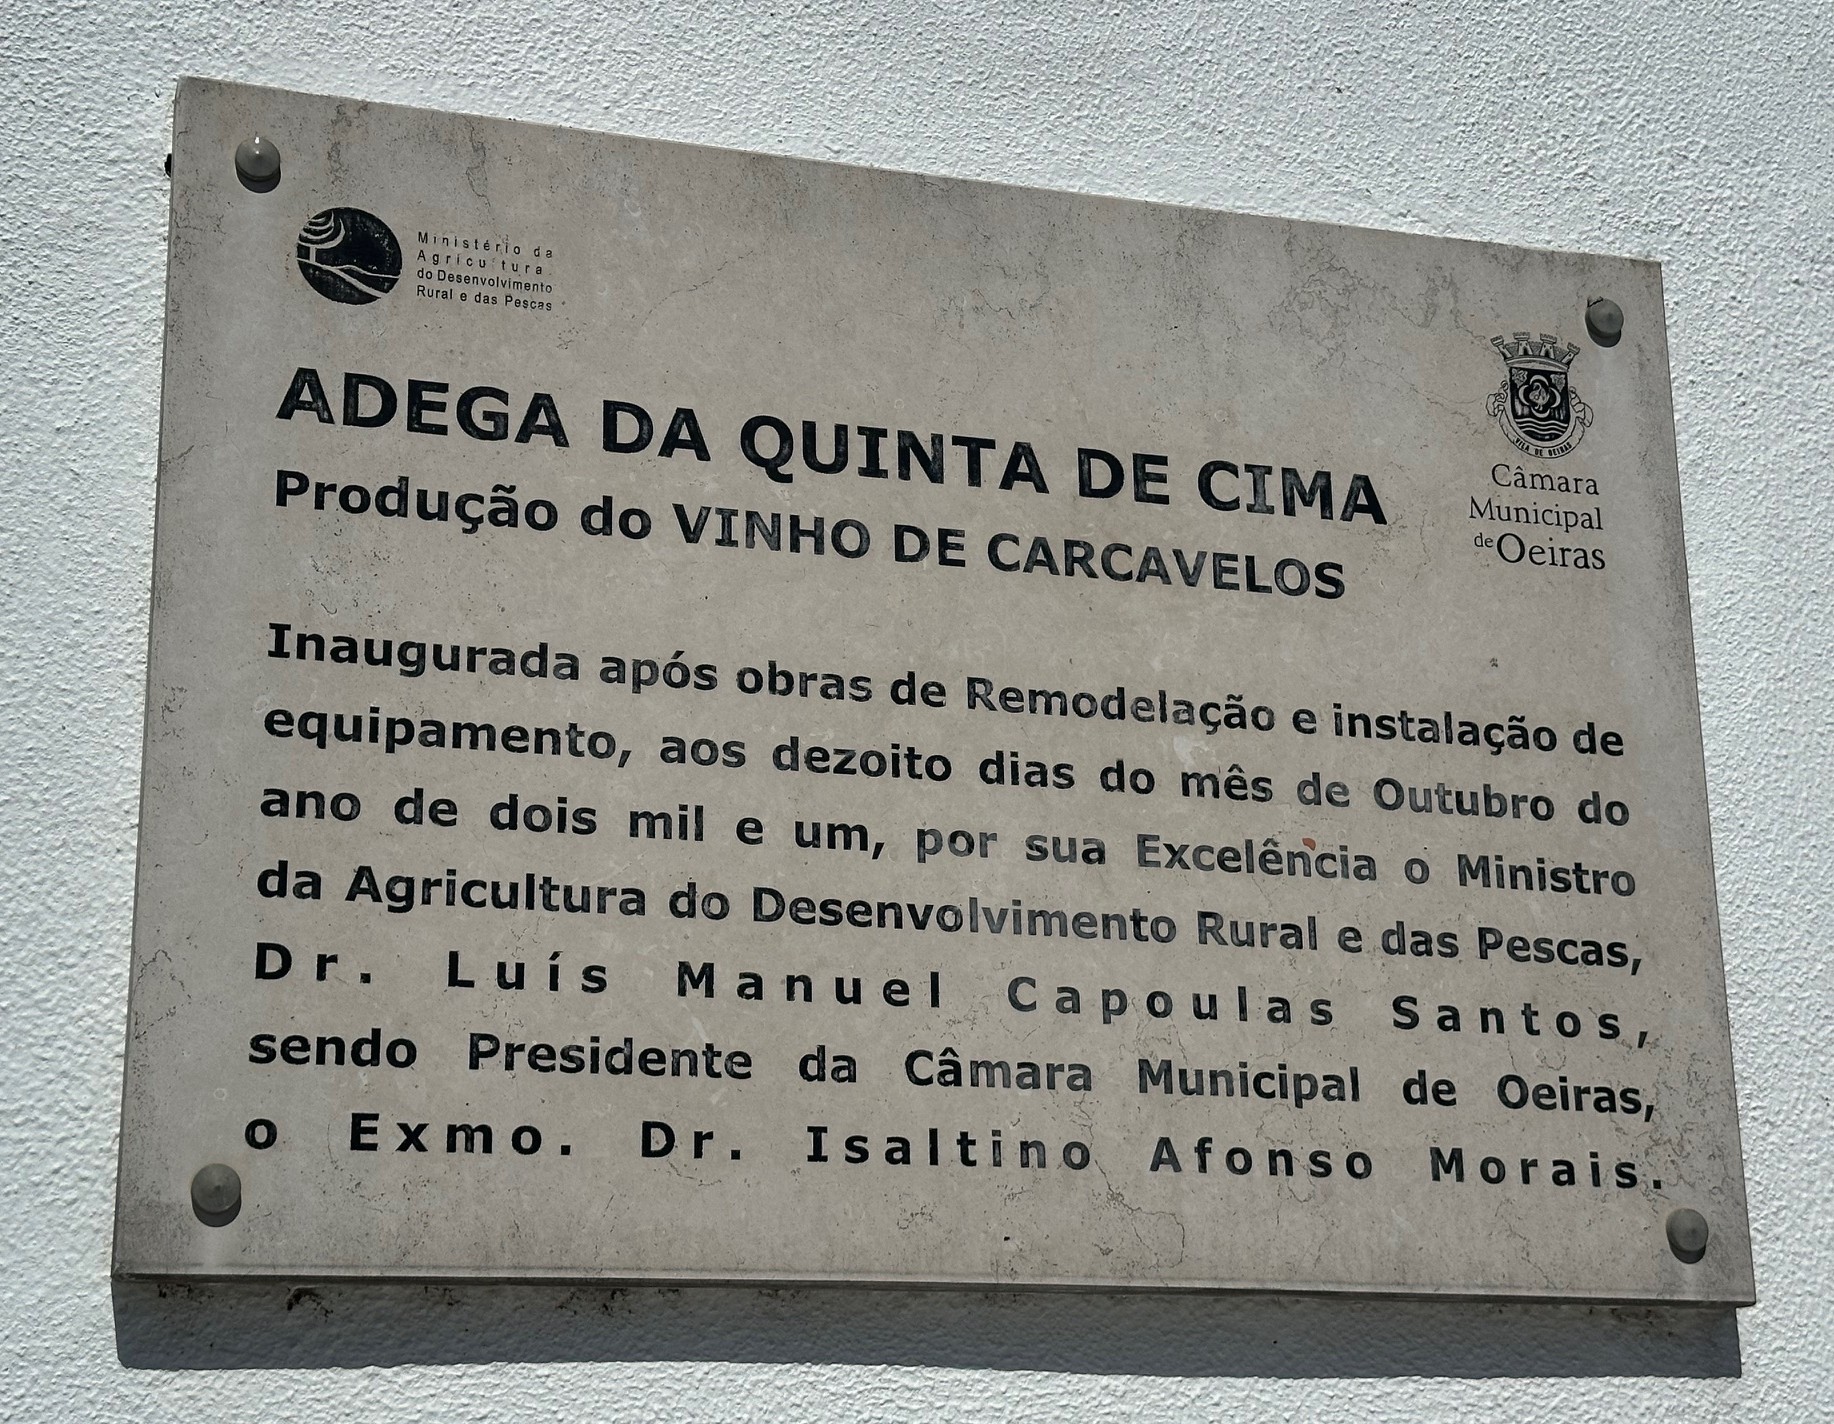 Ministério da
Agricultura
do Desenvolvimento
Rural e das Pescas
ADEGA DA QUINTA DE CIMA
Produção do VINHO DE CARCAVELOS
VILA DE OEIRAS
Câmara
Municipal
de Oeiras
Inaugurada após obras de Remodelação e instalação de
equipamento, aos dezoito dias do mês de Outubro do
ano de dois mil e um, por sua Excelência o Ministro
da Agricultura do Desenvolvimento Rural e das Pescas,
Dr. Luís Manuel Capoulas Santos,
sendo Presidente da Câmara Municipal de Oeiras,
o Exmo. Dr. Isaltino Afonso Morais.